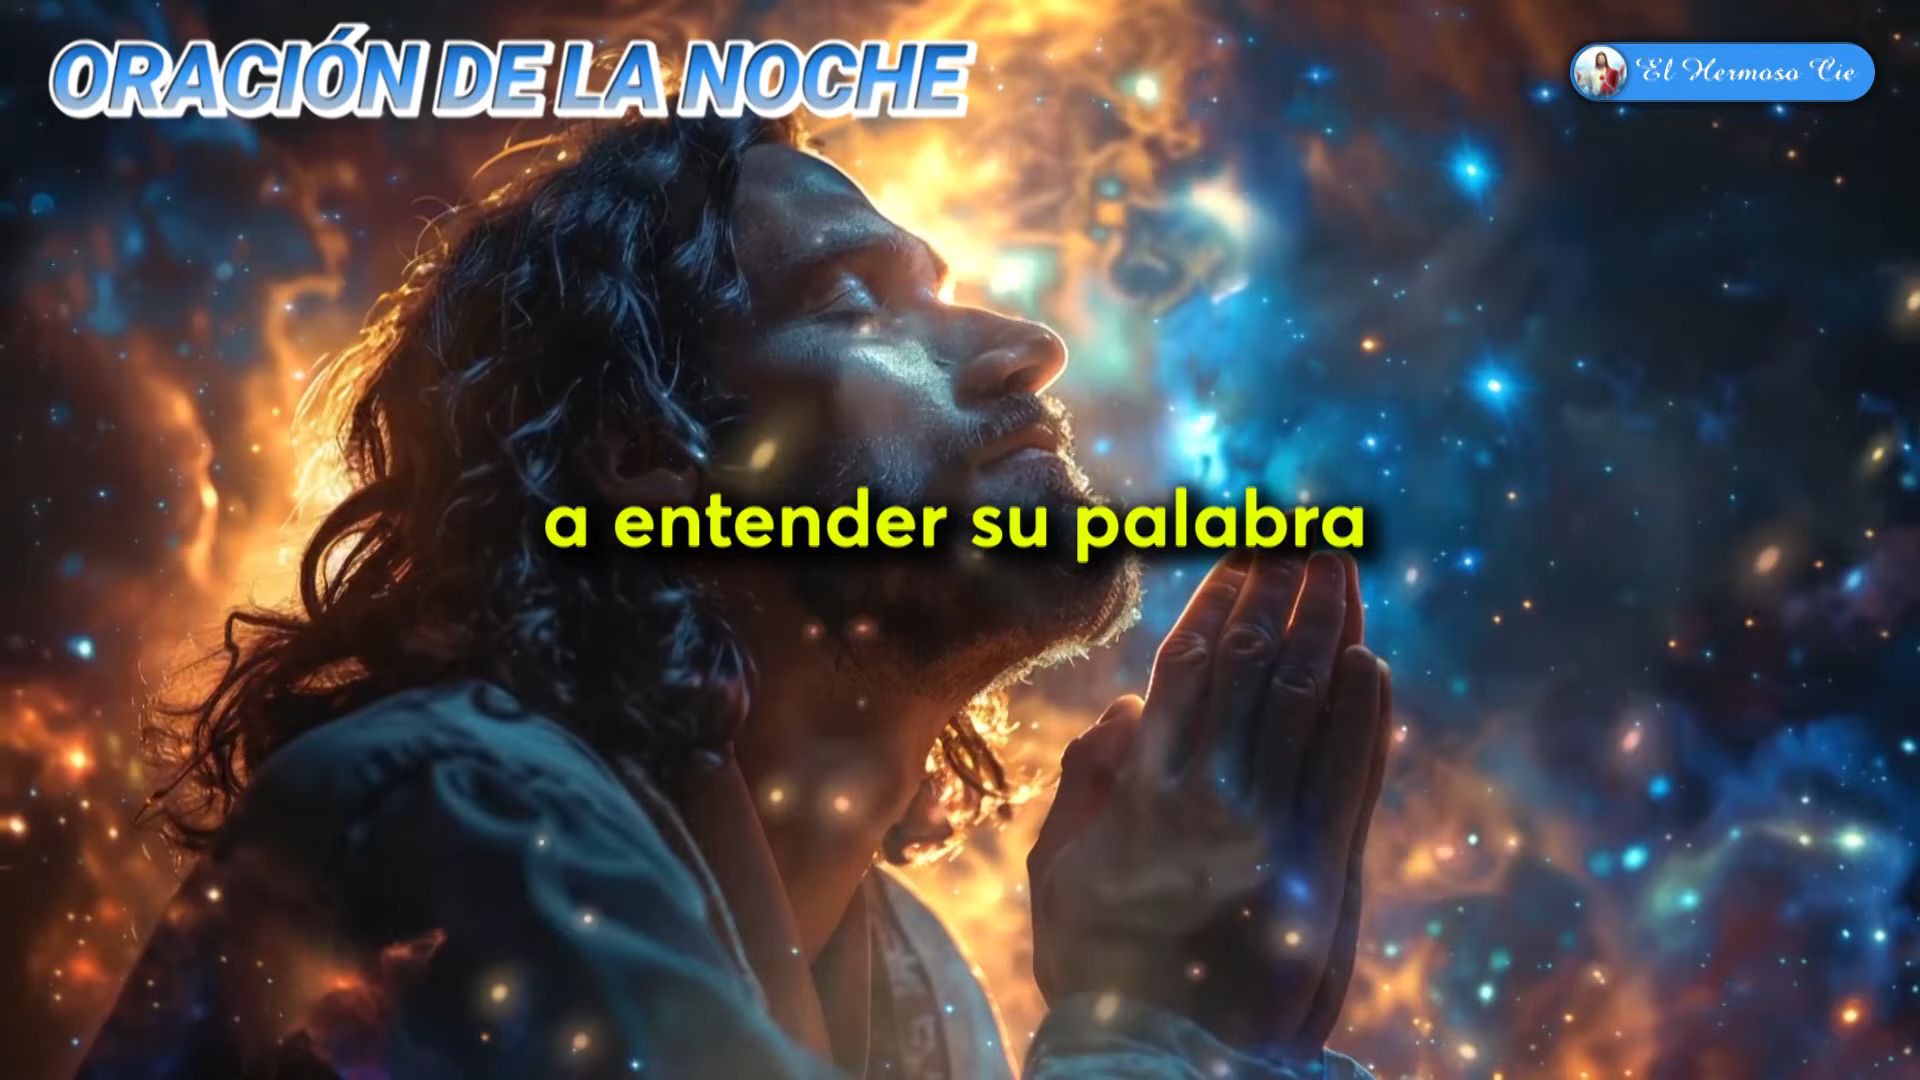 ORACIÓN DE LA NOCHE
El Hermoso Cie
a entender su palabra